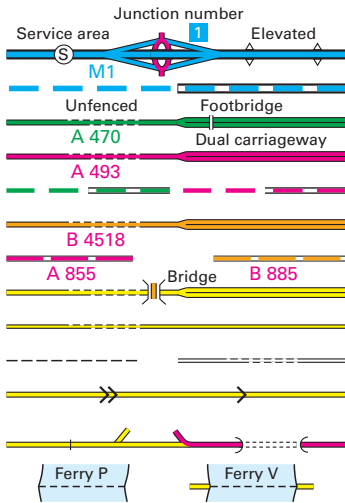 Junction number
Service area
1
Elevated
S
M1
Unfenced
Footbridge
A 470
Dual carriageway
A 493
B 4518
A 855
Bridge
B 885
Ferry P
Ferry V